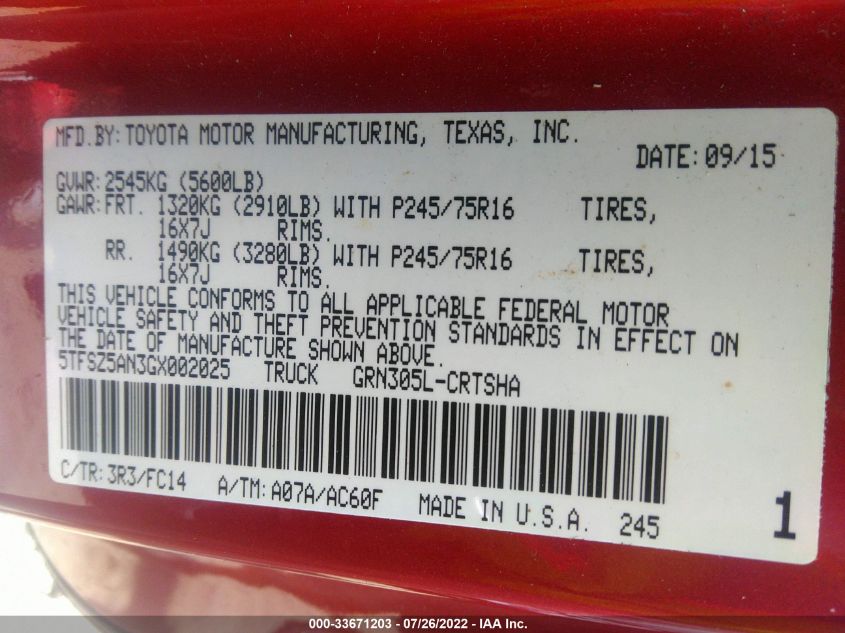 MFD.BY:TOYOTA MOTOR MANUFACTURING, TEXAS, INC.
DATE:09/15
GVWR:2545KG (5600LB)
GAWR:FRT. 1320KG (2910LB) WITH P245/75R16 TIRES,
16X7J RIMS.
RR. 1490KG (3280LB) WITH P245/75R16 TIRES,
16X7J RIMS.
THIS VEHICLE CONFORMS TO ALL APPLICABLE FEDERAL MOTOR
VEHICLE SAFETY AND THEFT PREVENTION STANDARDS IN EFFECT ON
THE DATE OF MANUFACTURE SHOWN ABOVE.
5TFSZ5AN3GX002025 TRUCK GRN305L-CRTSHA
C/TR:3R3/FC14 A/TM:A07A/AC60F MADE IN U.S.A. 245 1
000-33671203 - 07/26/2022 - IAA Inc.